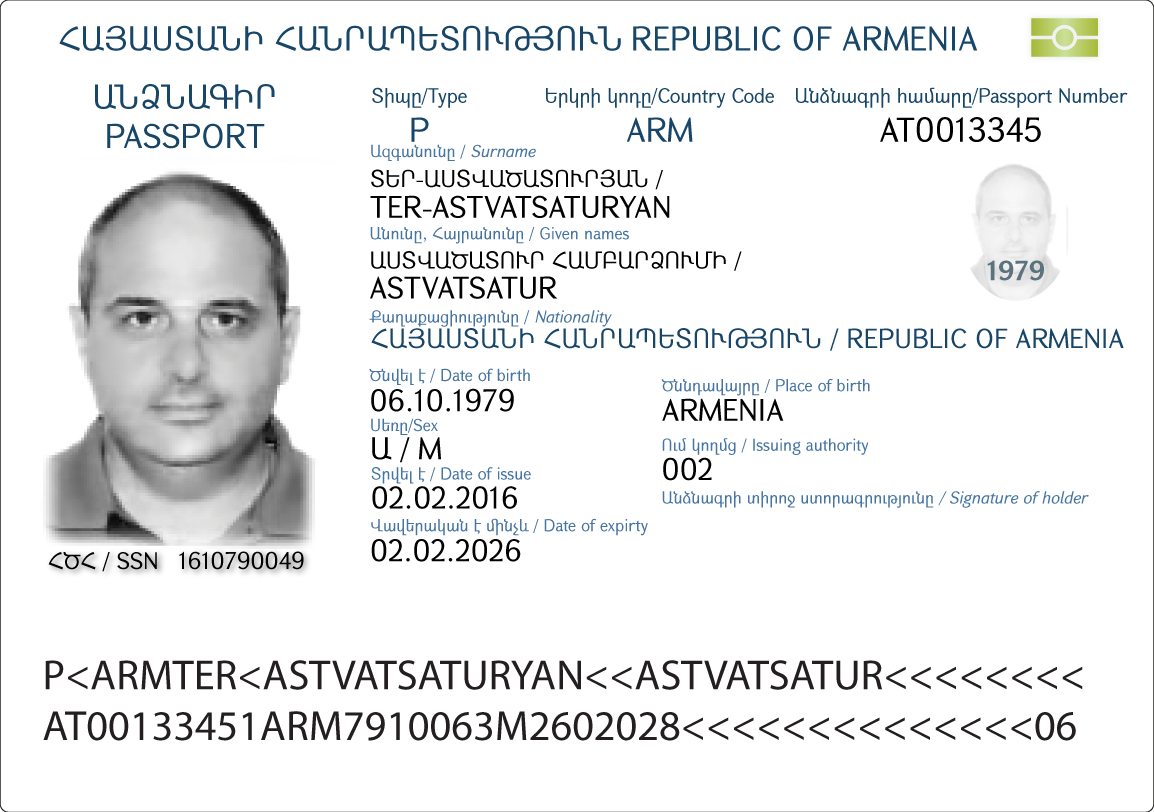 ՀԱՅԱՍՏԱՆԻ ՀԱՆՐԱՊԵՏՈՒԹՅՈՒՆ REPUBLIC OF ARMENIA
ԱՆՁՆԱԳԻՐ
PASSPORT
Տիպը/Type
P
Երկրի կոդը/Country Code
ARM
Անձնագրի համարը/Passport Number
AT0013345
Ազգանունը / Surname
ՏԵՐ-ԱՍՏՎԱԾԱՏՈՒՐՅԱՆ /
TER-ASTVATSATURYAN
Անունը, Հայրանունը / Given names
ԱՍՏՎԱԾԱՏՈՒՐ ՀԱՄԲԱՐՁՈՒՄԻ /
ASTVATSATUR
1979
Քաղաքացիությունը / Nationality
ՀԱՅԱՍՏԱՆԻ ՀԱՆՐԱՊԵՏՈՒԹՅՈՒՆ / REPUBLIC OF ARMENIA
Ծնվել է / Date of birth
06.10.1979
Ծննդավայրը / Place of birth
ARMENIA
Սեռը/Sex
Ա / M
Ում կողմց / Issuing authority
002
Տրվել է / Date of issue
02.02.2016
Անձնագրի տիրոջ ստորագրությունը / Signature of holder
Վավերական է մինչև / Date of expirty
02.02.2026
ՀԾՀ / SSN 1610790049
P<ARMTER<ASTVATSATURYAN<<ASTVATSATUR<<<<<<<<
AT00133451ARM7910063M2602028<<<<<<<<<<<<<<06